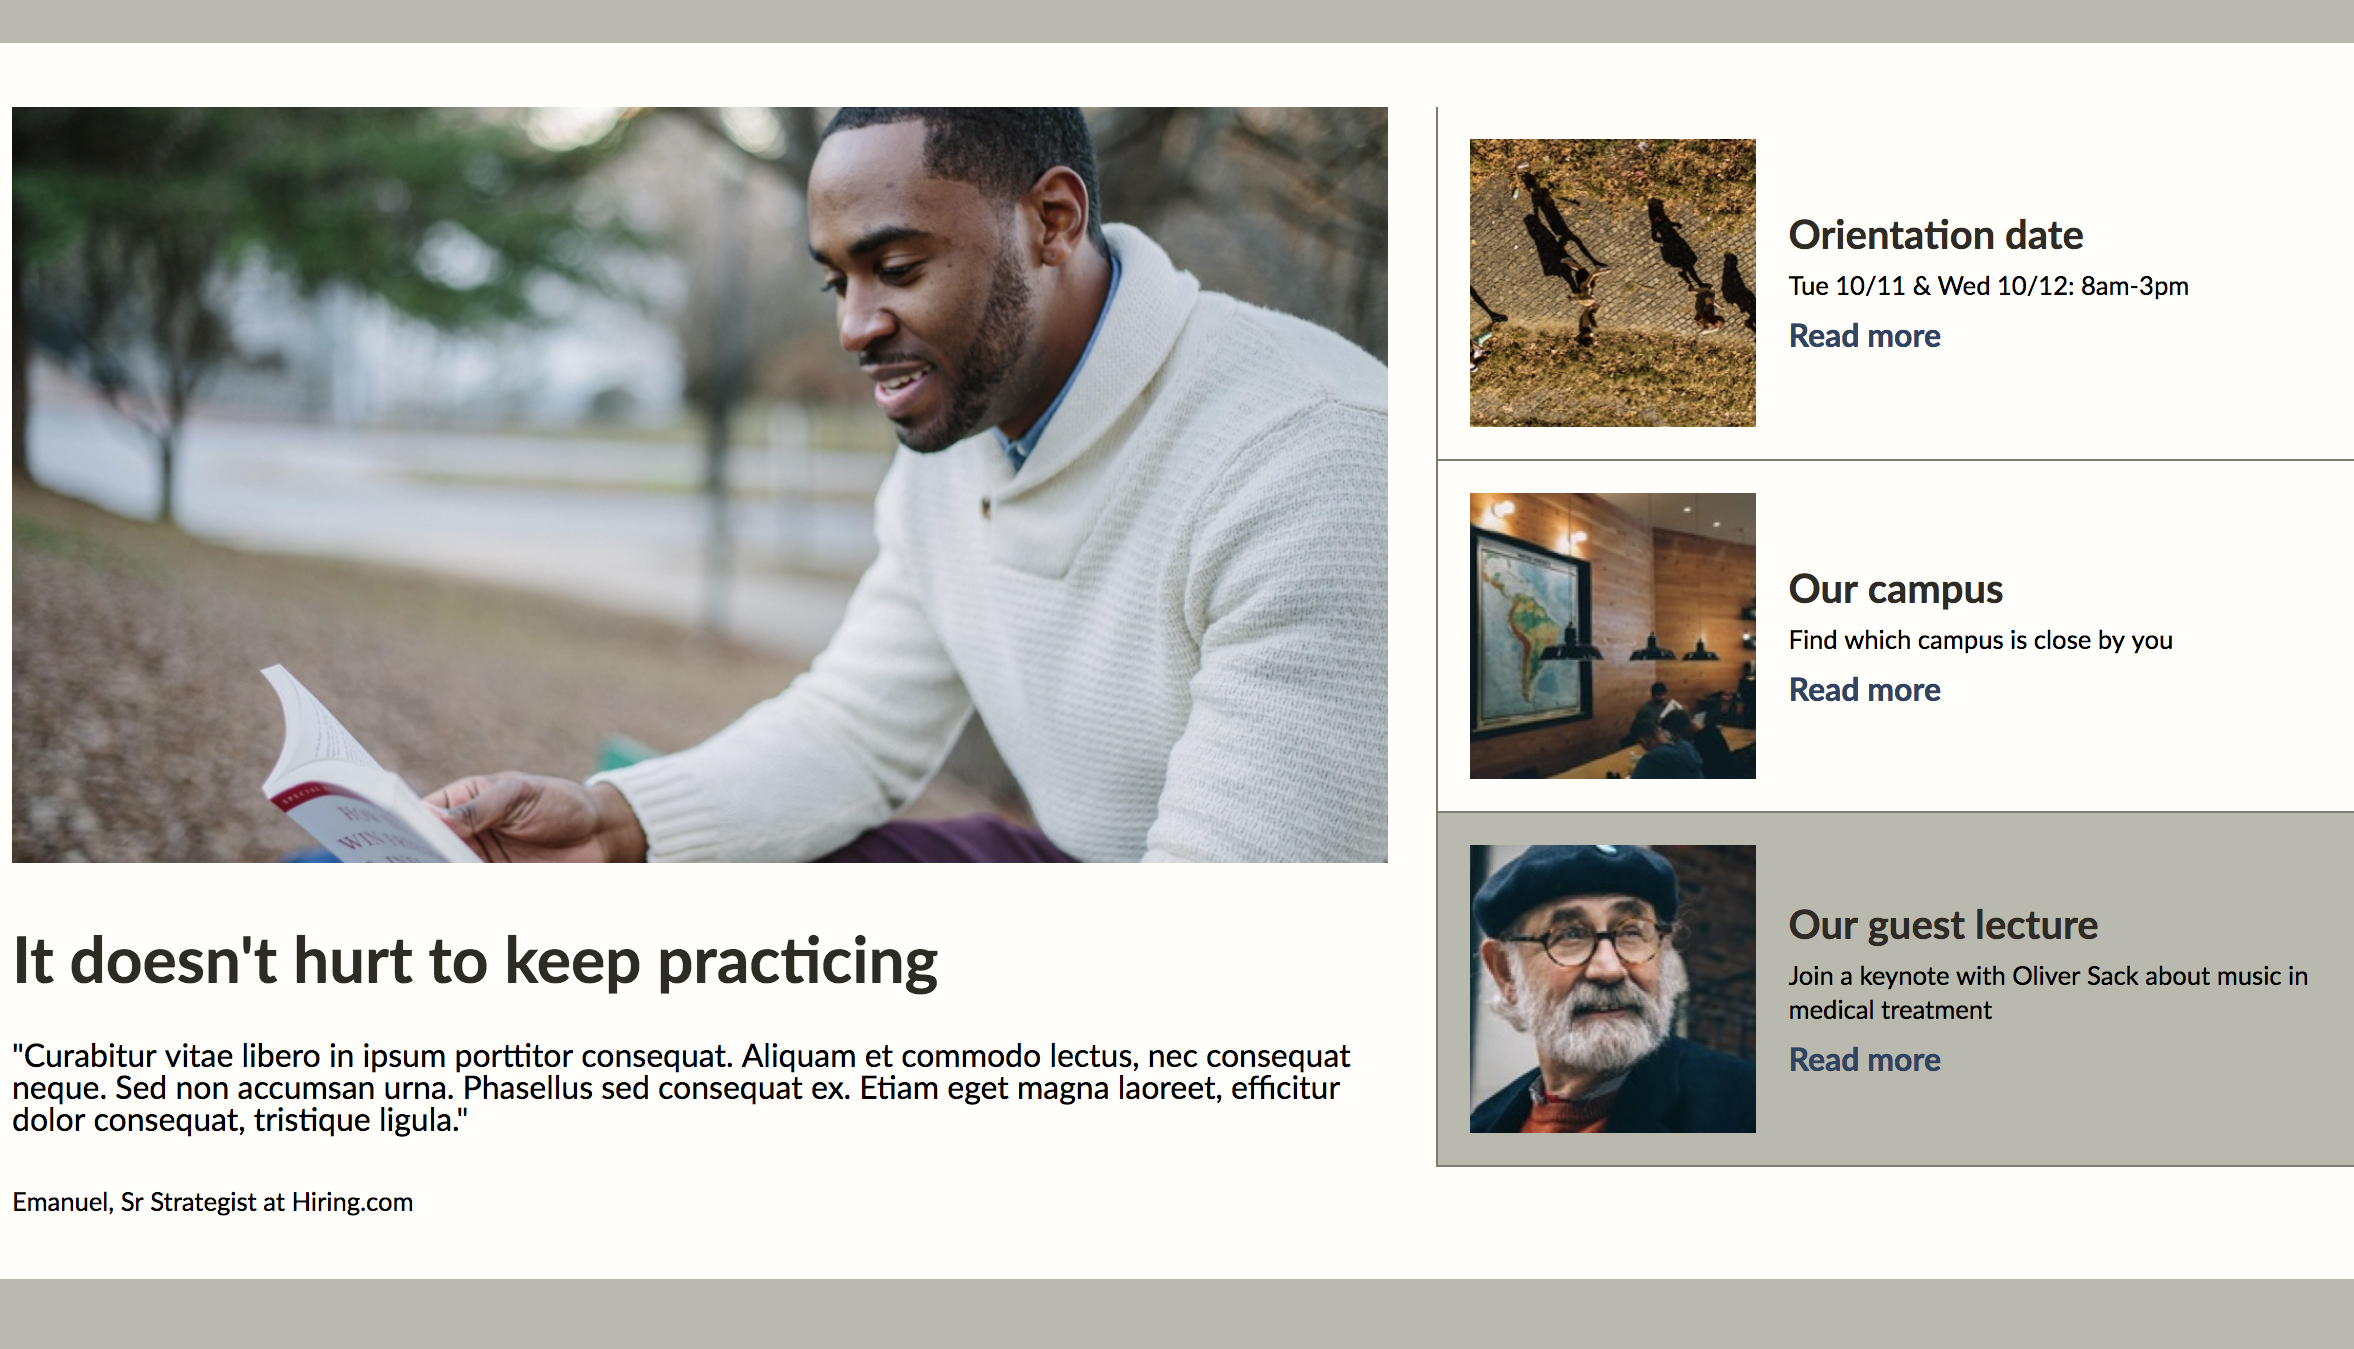 It doesn't hurt to keep practicing
"Curabitur vitae libero in ipsum porttitor consequat. Aliquam et commodo lectus, nec consequat
neque. Sed non accumsan urna. Phasellus sed consequat ex. Etiam eget magna laoreet, efficitur
dolor consequat, tristique ligula."
Emanuel, Sr Strategist at Hiring.com
Orientation date
Tue 10/11 & Wed 10/12: 8am-3pm
Read more
Our campus
Find which campus is close by you
Read more
Our guest lecture
Join a keynote with Oliver Sack about music in
medical treatment
Read more